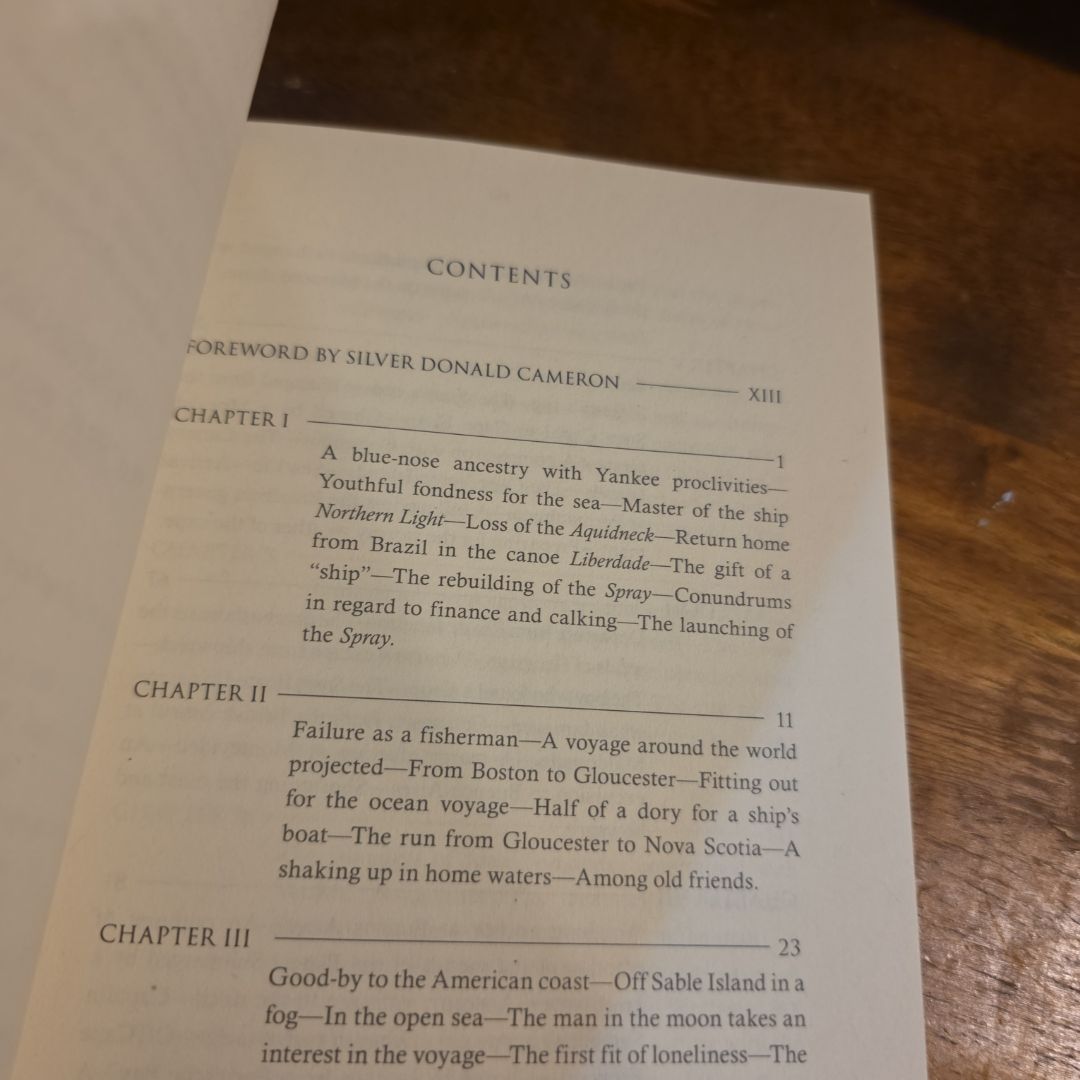 CONTENTS
FOREWORD BY SILVER DONALD CAMERON XIII
CHAPTER I 1
A blue-nose ancestry with Yankee proclivities—
Youthful fondness for the sea—Master of the ship
Northern Light—Loss of the Aquidneck—Return home
from Brazil in the canoe Liberdade—The gift of a
“ship”—The rebuilding of the Spray—Conundrums
in regard to finance and calking—The launching of
the Spray.
CHAPTER II 11
Failure as a fisherman—A voyage around the world
projected—From Boston to Gloucester—Fitting out
for the ocean voyage—Half of a dory for a ship’s
boat—The run from Gloucester to Nova Scotia—A
shaking up in home waters—Among old friends.
CHAPTER III 23
Good-by to the American coast—Off Sable Island in a
fog—In the open sea—The man in the moon takes an
interest in the voyage—The first fit of loneliness—The